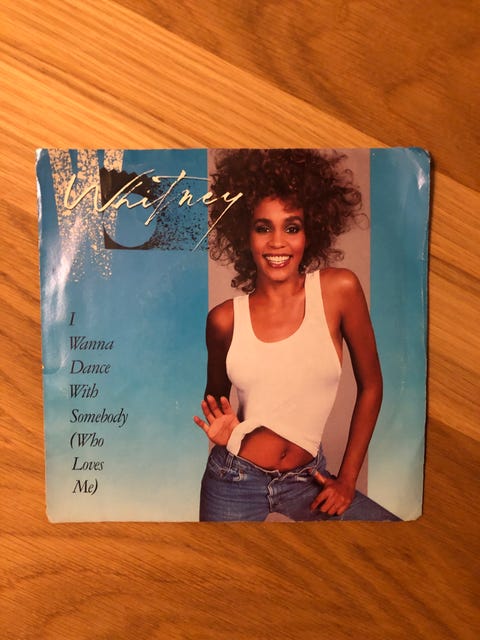 Whitney
I
Wanna
Dance
With
Somebody
(Who
Loves
Me)